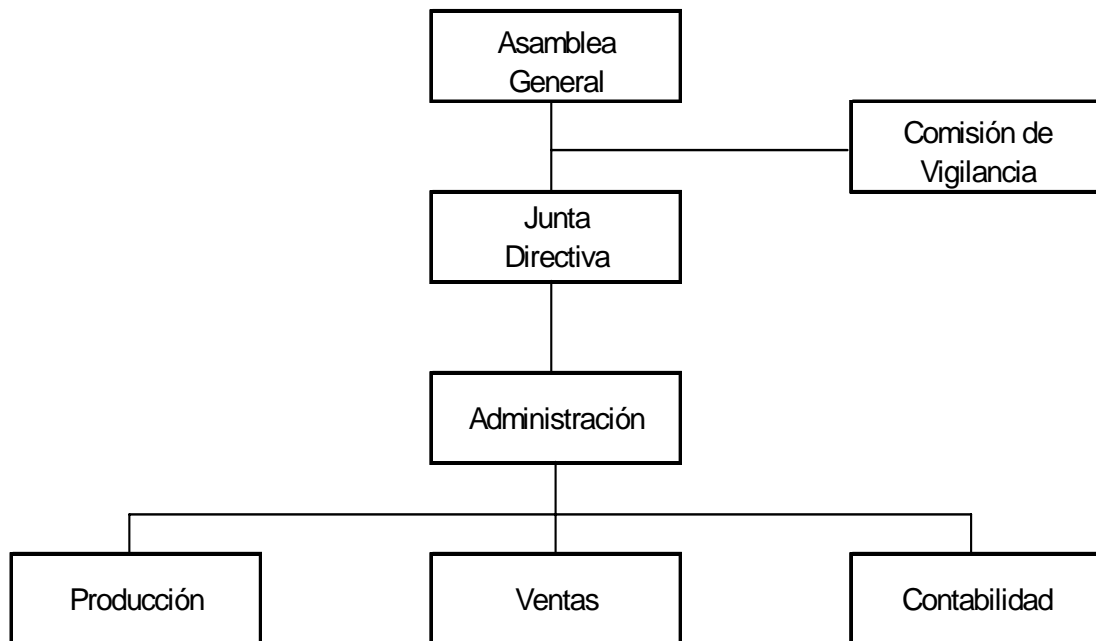 Asamblea
General
Comisión de
Vigilancia
Junta
Directiva
Administración
Producción
Ventas
Contabilidad